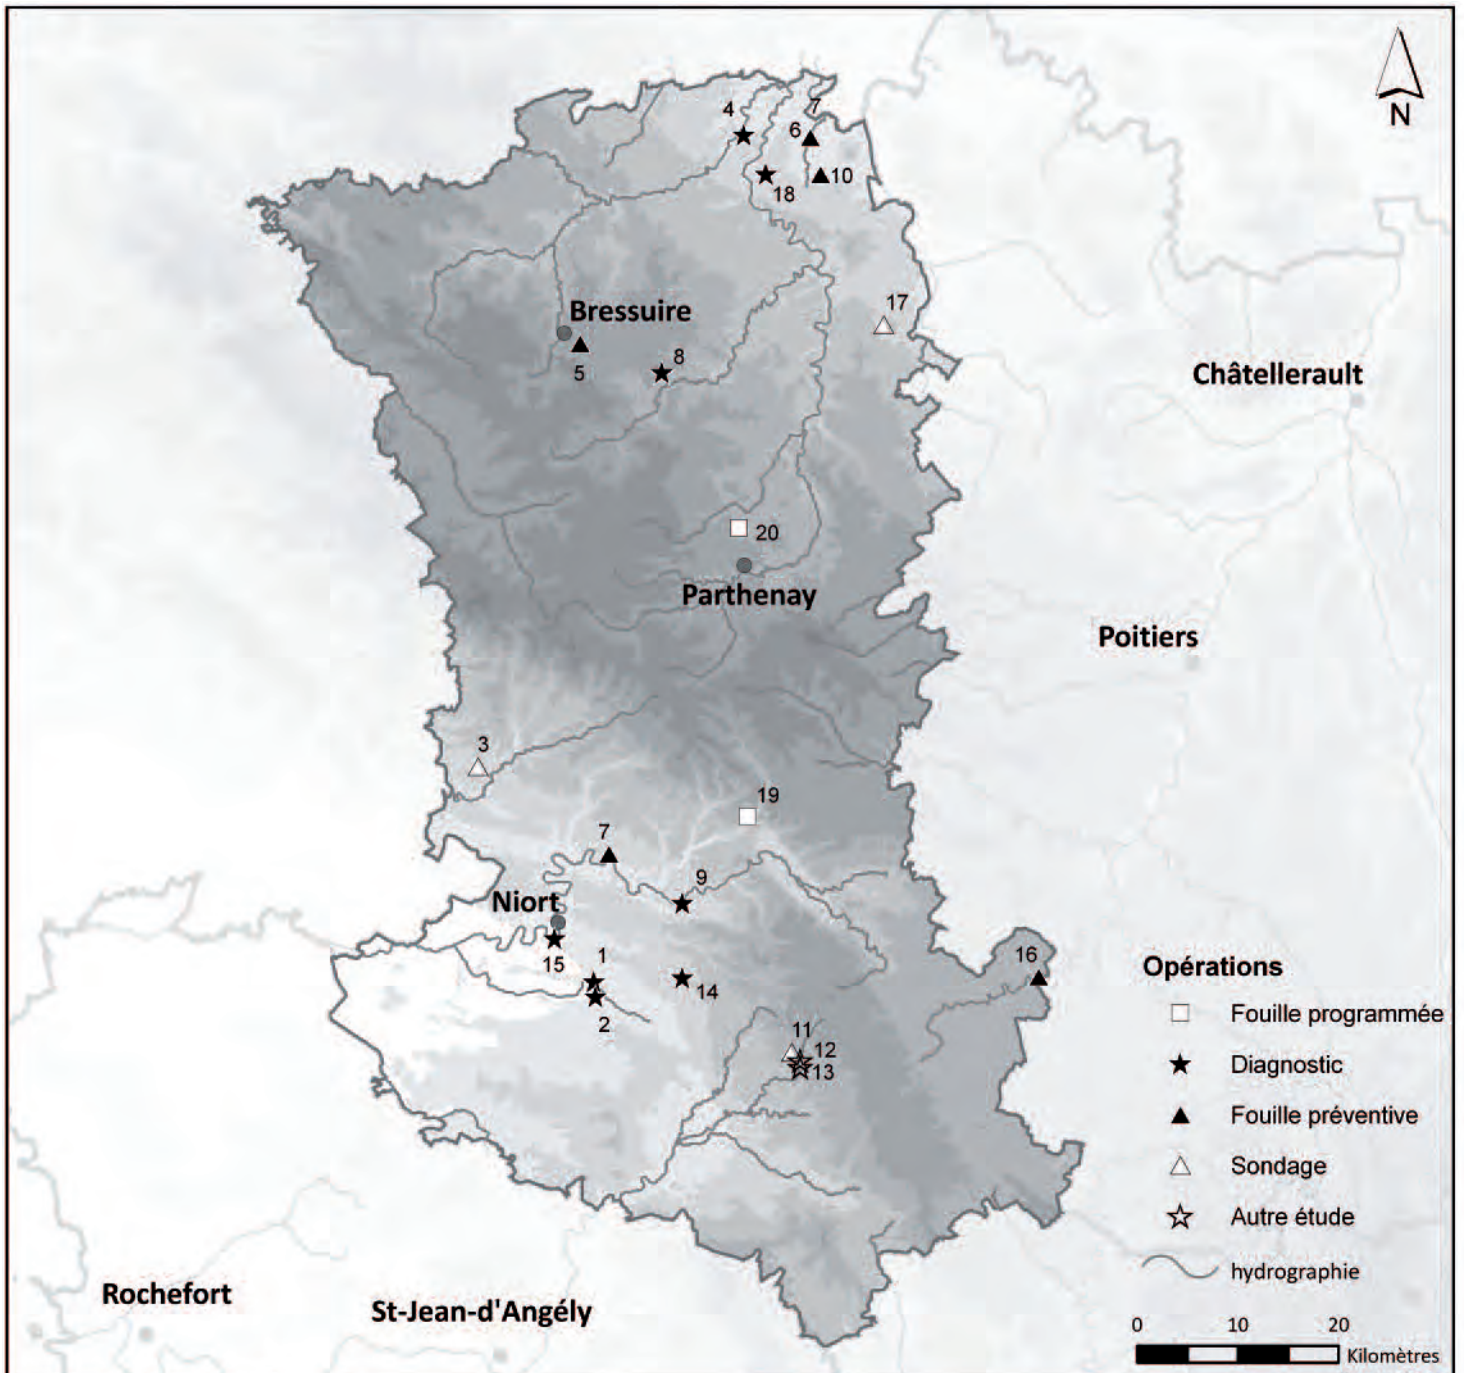 N
4
7
6
10
18
17
Bressuire
5
8
Châtellerault
20
Parthenay
Poitiers
3
19
7
9
Niort
15
1
2
14
16
11
12
13
Opérations
Fouille programmée
Diagnostic
Fouille préventive
Sondage
Autre étude
hydrographie
Rochefort
St-Jean-d'Angély
0 10 20
Kilomètres